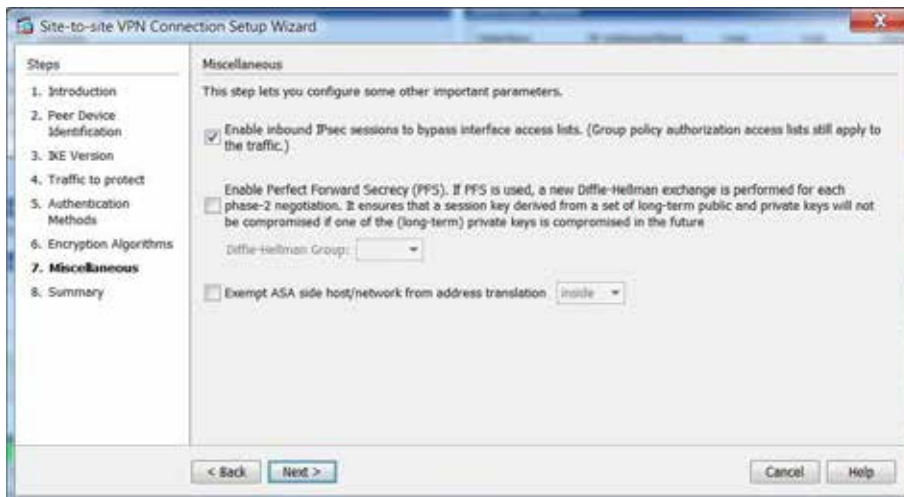 Site-to-site VPN Connection Setup Wizard
Steps
1. Introduction
2. Peer Device
Identification
3. IKE Version
4. Traffic to protect
5. Authentication
Methods
6. Encryption Algorithms
7. Miscellaneous
8. Summary
Miscellaneous
This step lets you configure some other important parameters.
Enable inbound IPsec sessions to bypass interface access lists. (Group policy authorization access lists still apply to
the traffic.)
Enable Perfect Forward Secrecy (PFS). If PFS is used, a new Diffie-Hellman exchange is performed for each
phase-2 negotiation. It ensures that a session key derived from a set of long-term public and private keys will not
be compromised if one of the (long-term) private keys is compromised in the future
Diffie-Hellman Group:
Exempt ASA side host/network from address translation inside
< Back Next > Cancel Help